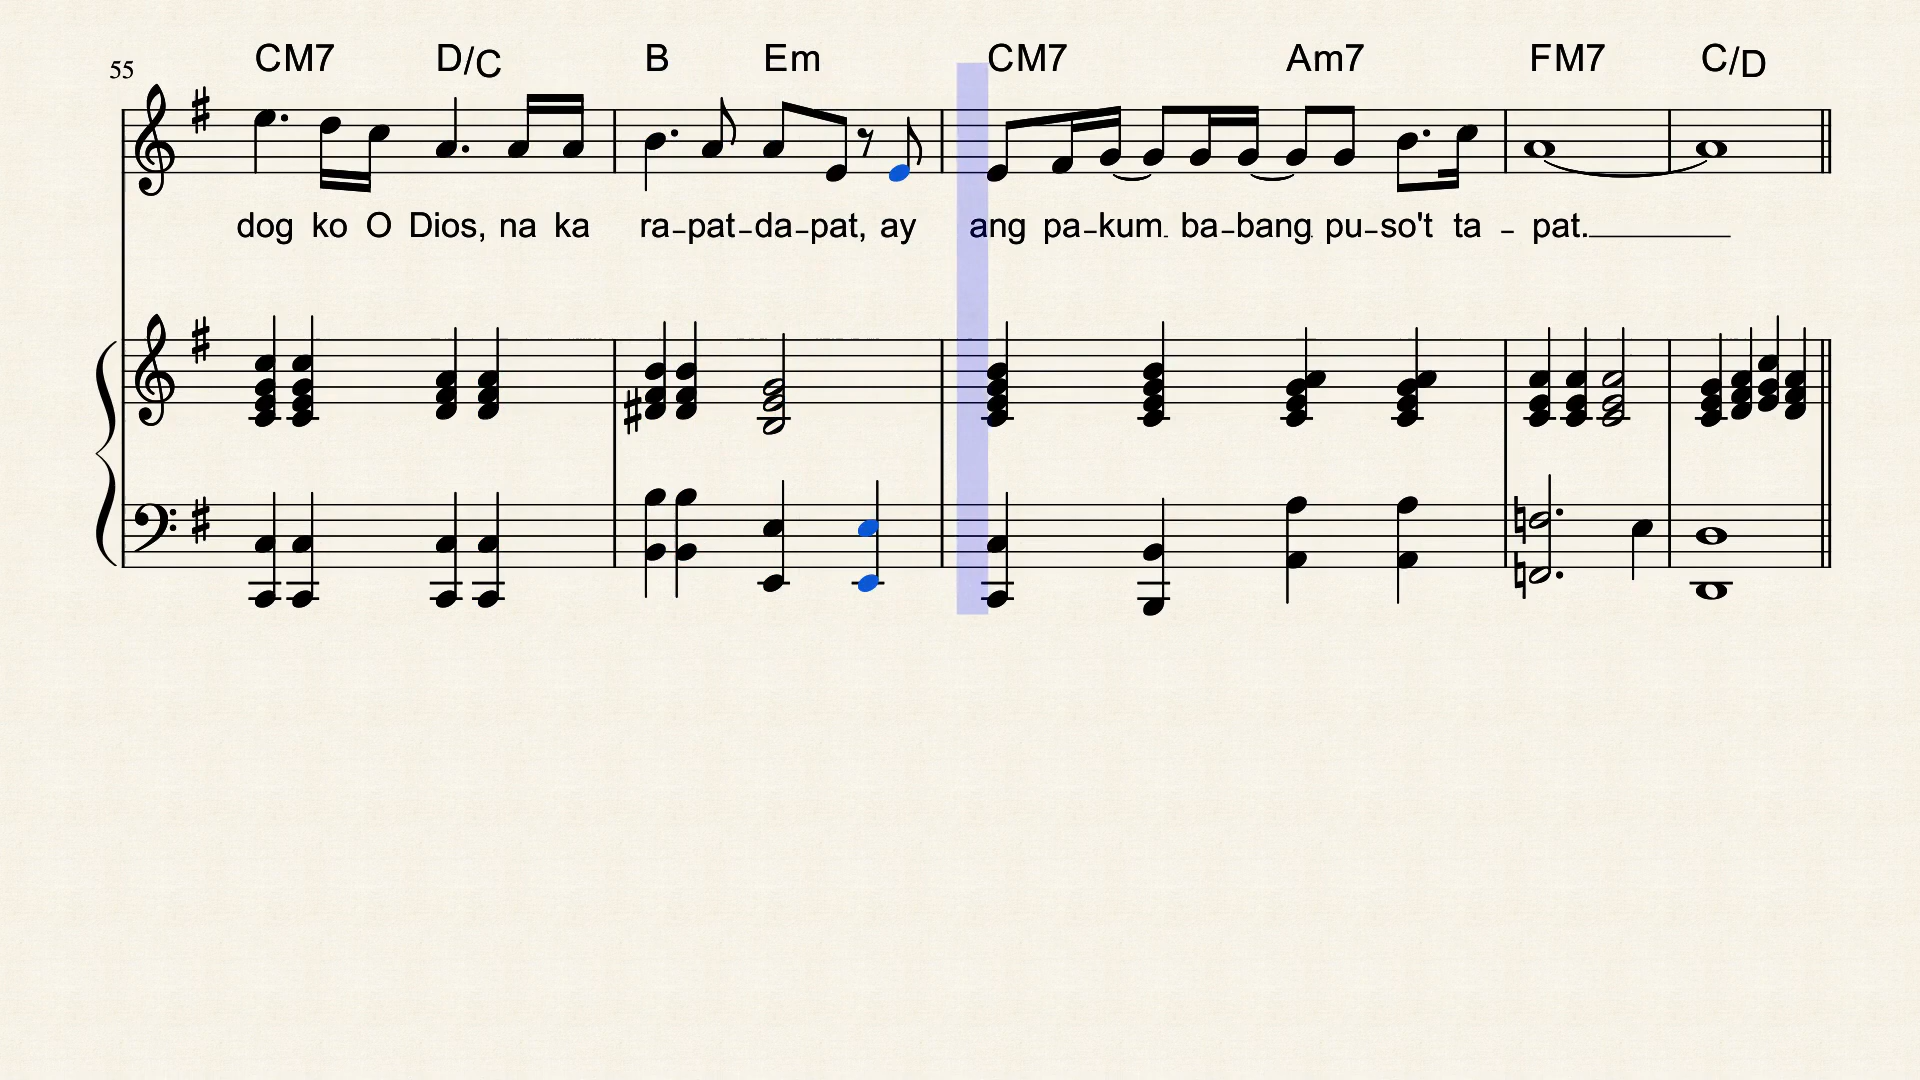 CM7 D/C B Em CM7 Am7 FM7 C/D
55
dog ko O Dios, na ka ra-pat-da-pat, ay ang pa-kum ba-bang pu-so't ta - pat.